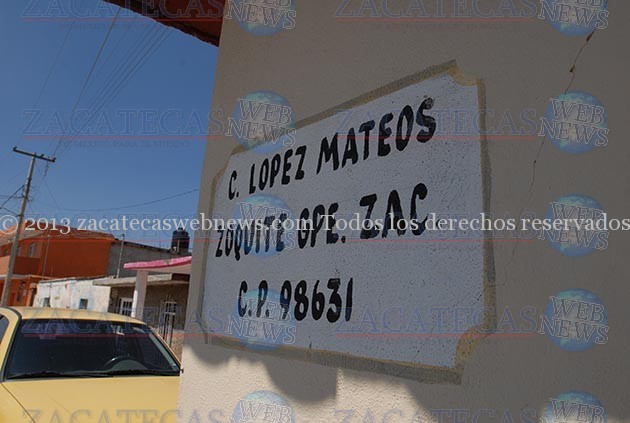 ZACATECAS WEB NEWS
C. LOPEZ MATEOS
ZOQUITE GPE. ZAC
© 2013 zacatecaswebnews.com Todos los derechos reservados
C.P. 98631